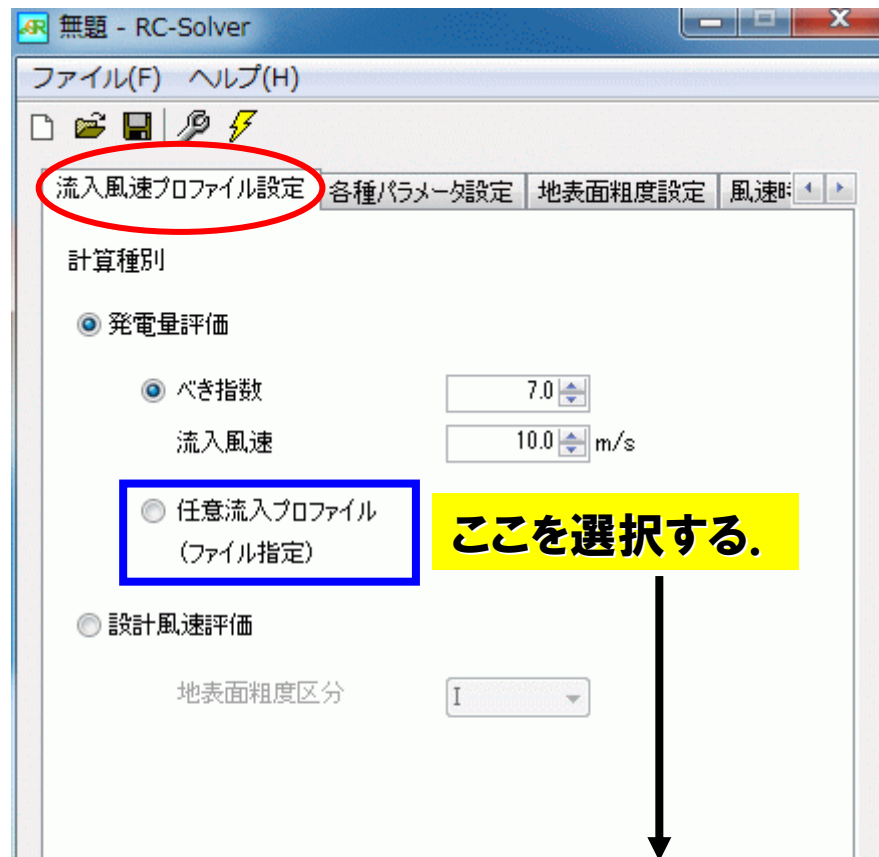 無題 - RC-Solver
ファイル(F) ヘルプ(H)
流入風速プロファイル設定 各種パラメータ設定 地表面粗度設定 風速時
計算種別
発電量評価
べき指数 7.0
流入風速 10.0 m/s
任意流入プロファイル
(ファイル指定)
ここを選択する.
設計風速評価
地表面粗度区分 I